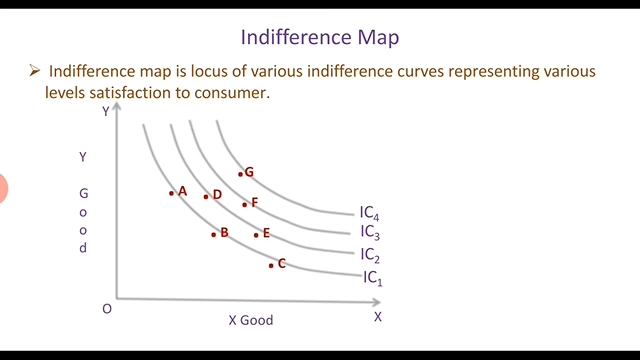 Indifference Map
➢ Indifference map is locus of various indifference curves representing various
levels satisfaction to consumer.
Y
Y
G
o
o
d
G
A
D
F
B
E
C
IC4
IC3
IC2
IC1
O
X Good
X